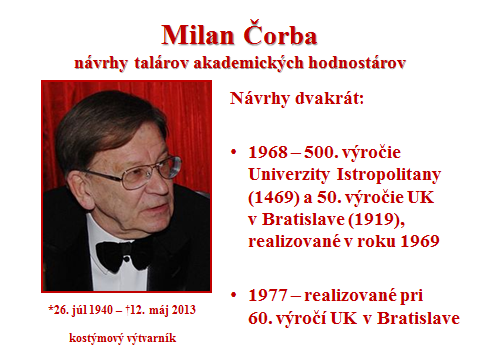 Milan Čorba
návrhy talárov akademických hodnostárov
Návrhy dvakrát:
• 1968 – 500. výročie
Univerzity Istropolitany
(1469) a 50. výročie UK
v Bratislave (1919),
realizované v roku 1969
• 1977 – realizované pri
60. výročí UK v Bratislave
*26. júl 1940 – †12. máj 2013
kostýmový výtvarník